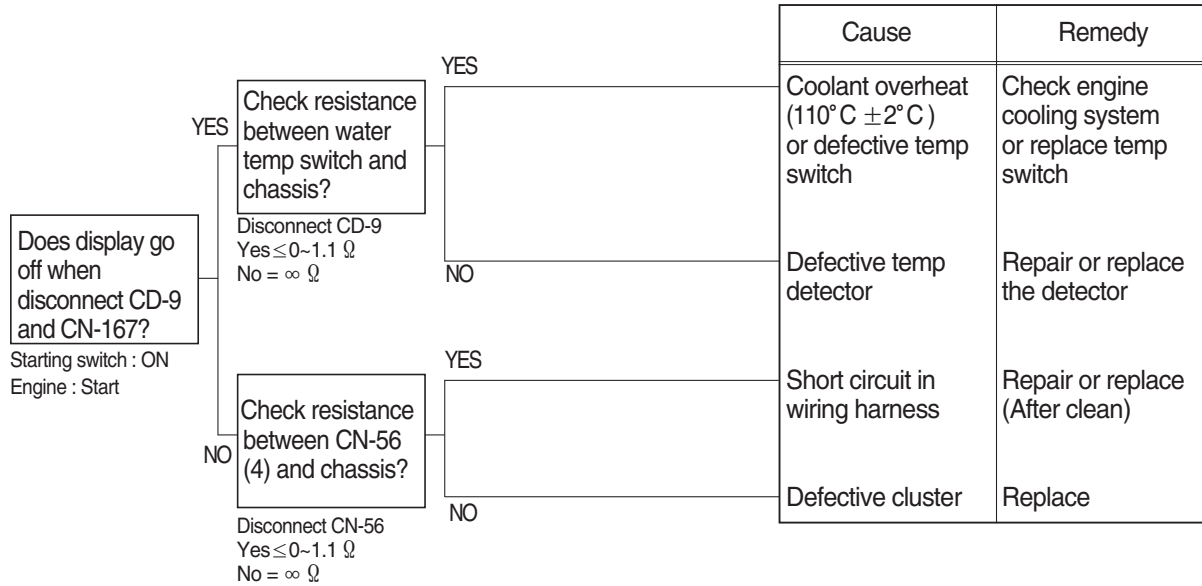 Does display go
off when
disconnect CD-9
and CN-167?
Starting switch : ON
Engine : Start
YES
Check resistance
between water
temp switch and
chassis?
Disconnect CD-9
Yes≤0~1.1 Ω
No = ∞ Ω
NO
Check resistance
between CN-56
(4) and chassis?
Disconnect CN-56
Yes≤0~1.1 Ω
No = ∞ Ω
YES
NO
YES
NO
Cause
Remedy
Coolant overheat
(110°C ±2°C)
or defective temp
switch
Check engine
cooling system
or replace temp
switch
Defective temp
detector
Repair or replace
the detector
Short circuit in
wiring harness
Repair or replace
(After clean)
Defective cluster
Replace